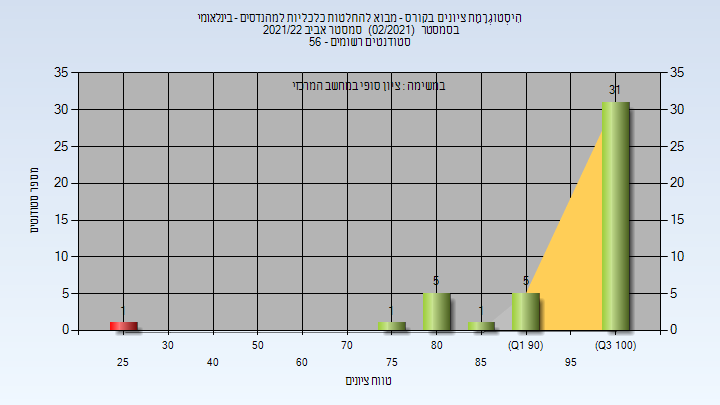 היסטוגרמת ציונים בקורס - מבוא להחלטות כלכליות למהנדסים - בינלאומי
בסמסטר (02/2021) סמסטר אביב 2021/22
סטודנטים רשומים - 56
במשימה : ציון סופי במחשב המרכזי
35 35
30 30
25 25
20 20
15 15
10 10
5 5
0 0
31
1 1 5 1 5
מספר סטודנטים
30 50 60 70 80 (Q1 90) (Q3 100)
25 40 75 85 95
טווח ציונים